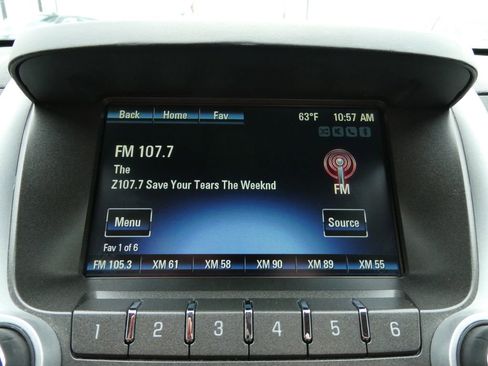 Back Home Fav 63°F 10:57 AM
FM 107.7
The
Z107.7 Save Your Tears The Weeknd
FM
Menu Source
Fav 1 of 6
FM 105.3 XM 61 XM 58 XM 90 XM 89 XM 55
1 2 3 4 5 6